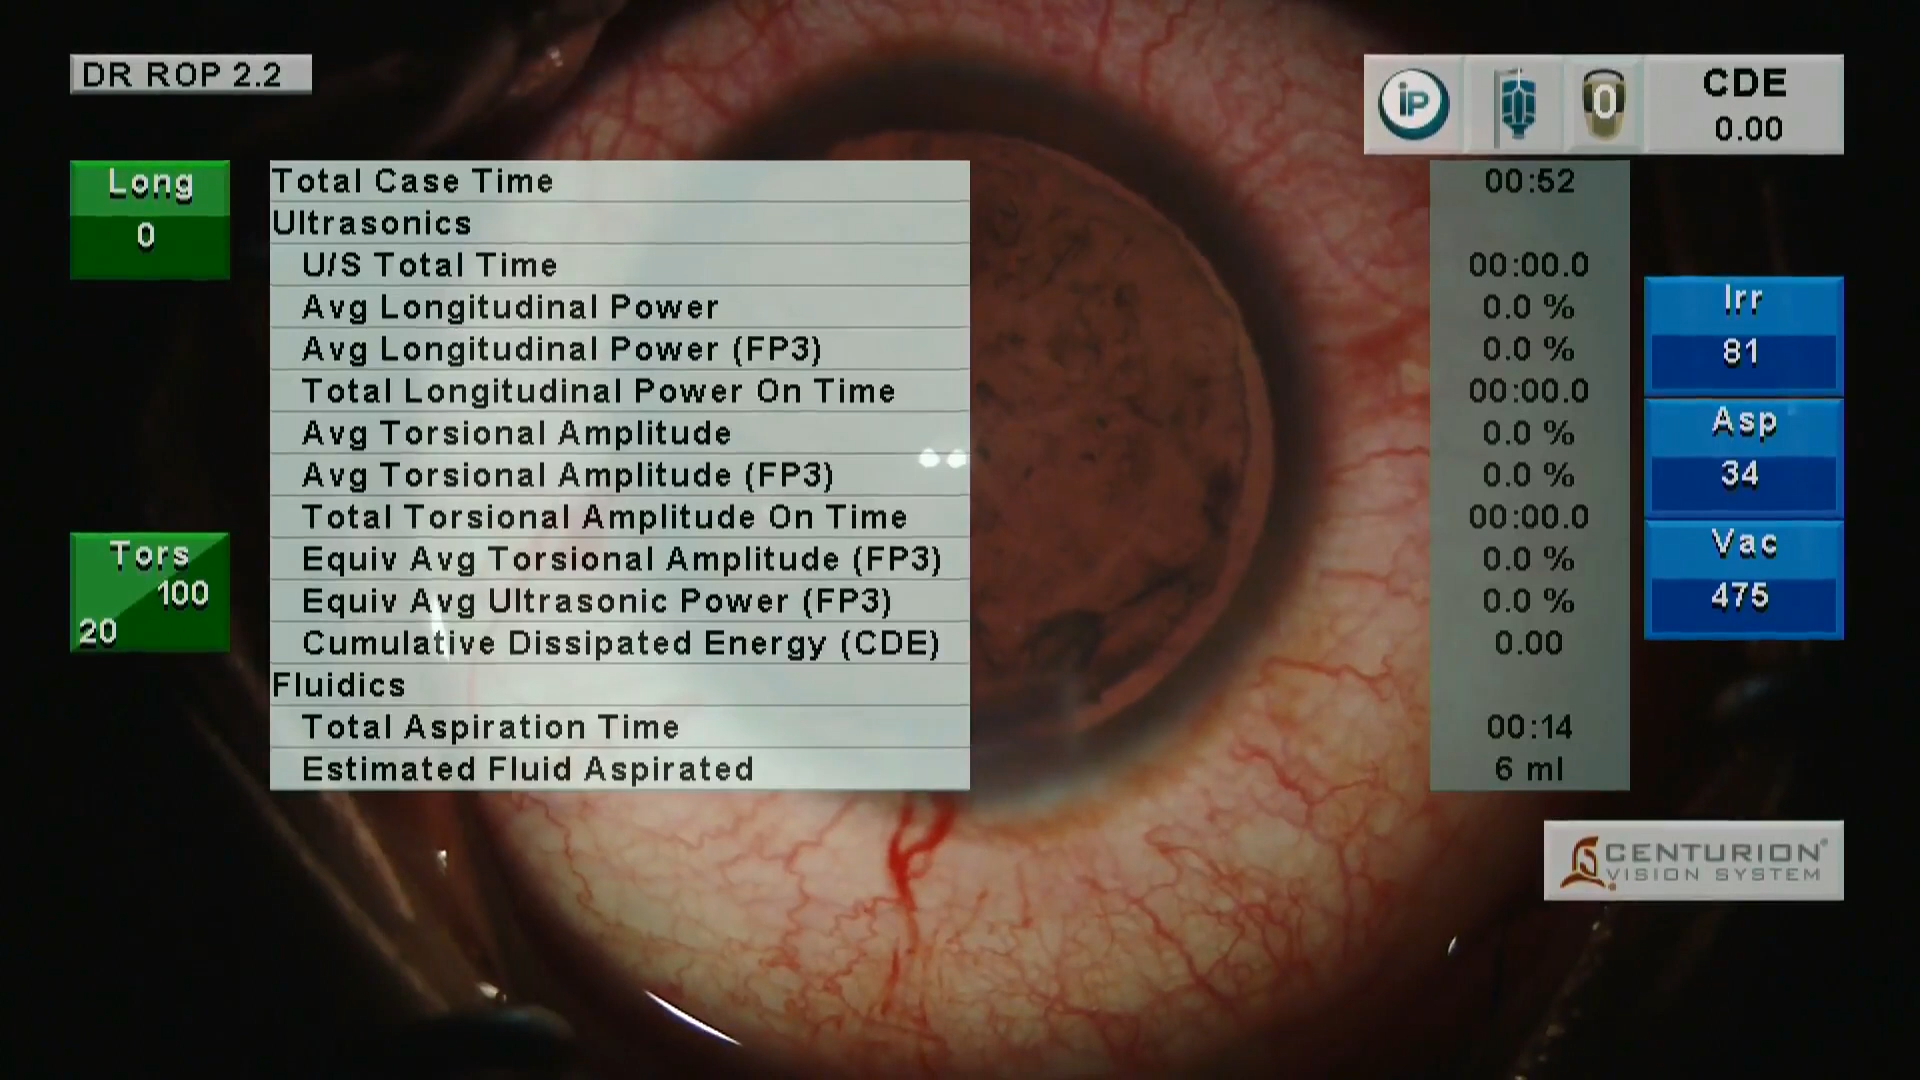 DR ROP 2.2
iP
0
CDE
0.00
Long
0
Total Case Time 00:52
Ultrasonics
U/S Total Time 00:00.0
Avg Longitudinal Power 0.0 %
Avg Longitudinal Power (FP3) 0.0 %
Total Longitudinal Power On Time 00:00.0
Avg Torsional Amplitude 0.0 %
Avg Torsional Amplitude (FP3) 0.0 %
Total Torsional Amplitude On Time 00:00.0
Equiv Avg Torsional Amplitude (FP3) 0.0 %
Equiv Avg Ultrasonic Power (FP3) 0.0 %
Cumulative Dissipated Energy (CDE) 0.00
Fluidics
Total Aspiration Time 00:14
Estimated Fluid Aspirated 6 ml
Irr
81
Asp
34
Vac
475
Tors
100
20
CENTURION®
VISION SYSTEM